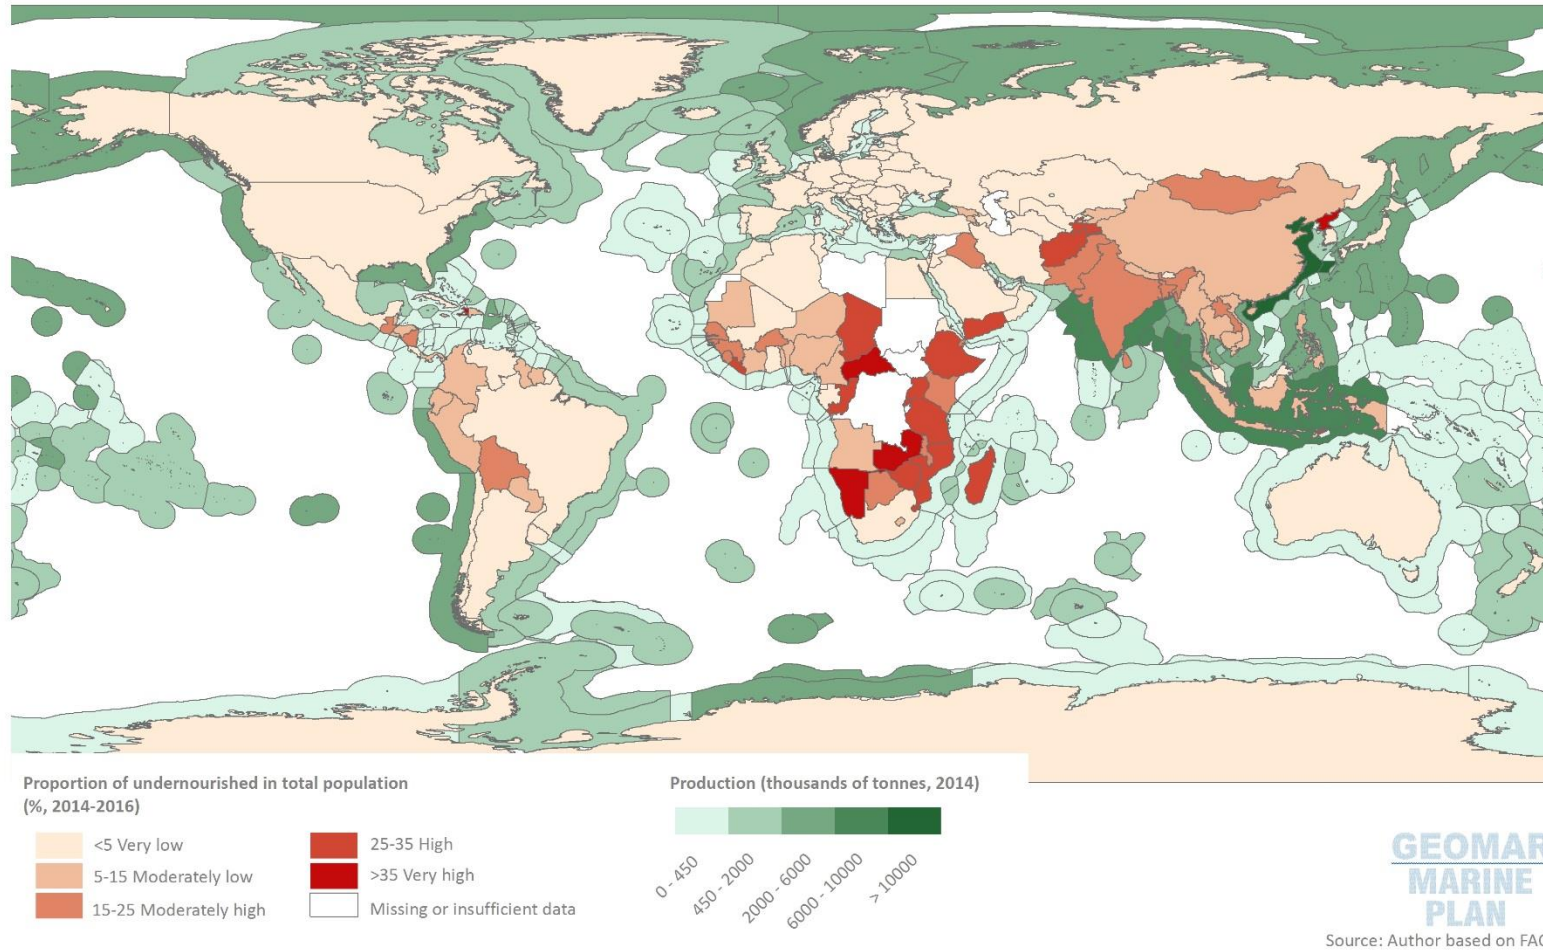 Proportion of undernourished in total population
(%, 2014-2016)
<5 Very low
5-15 Moderately low
15-25 Moderately high
25-35 High
>35 Very high
Missing or insufficient data
Production (thousands of tonnes, 2014)
0 - 450
450 - 2000
2000 - 6000
6000 - 10000
> 10000
GEOMAR
MARINE
PLAN
Source: Author based on FAO